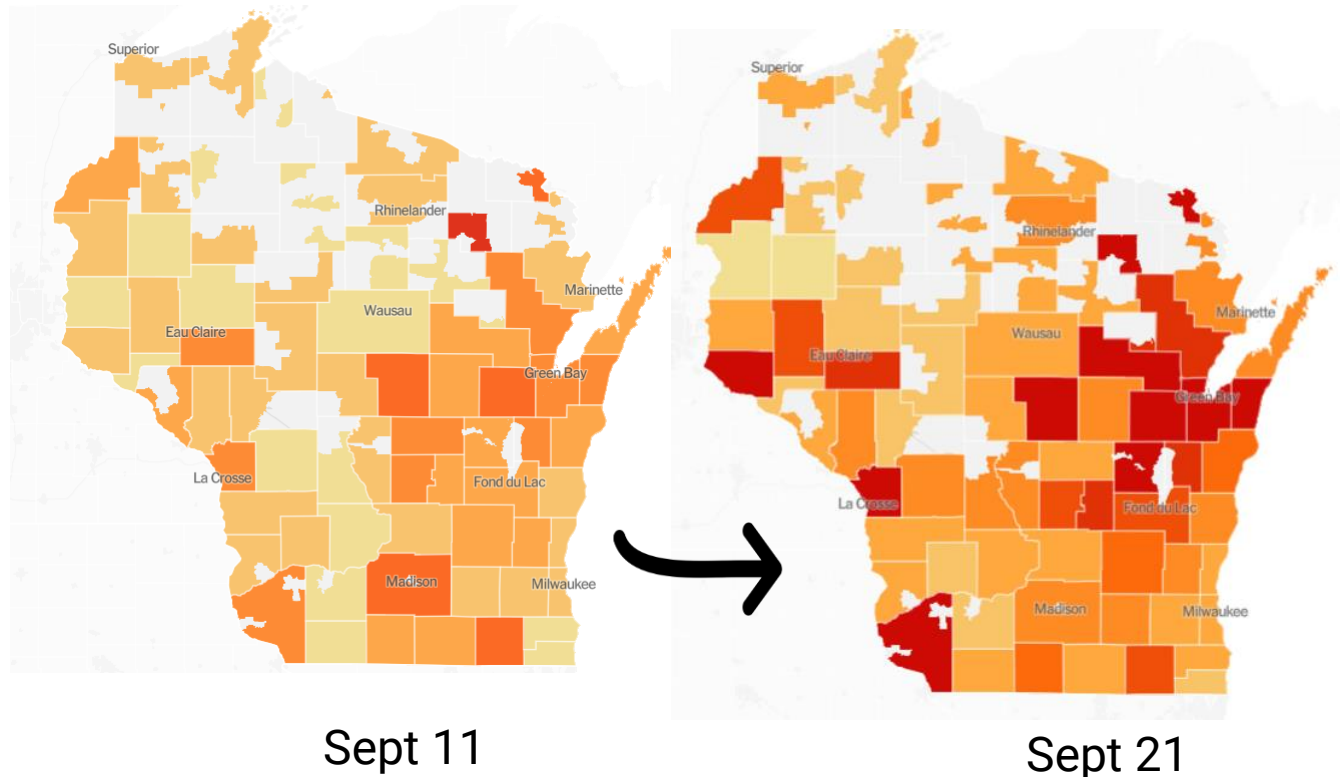 Superior
Rhinelander
Marinette
Wausau
Eau Claire
Green Bay
La Crosse
Fond du Lac
Madison
Milwaukee
Sept 11
Superior
Rhinelander
Marinette
Wausau
Eau Claire
Green Bay
La Crosse
Fond du Lac
Madison
Milwaukee
Sept 21